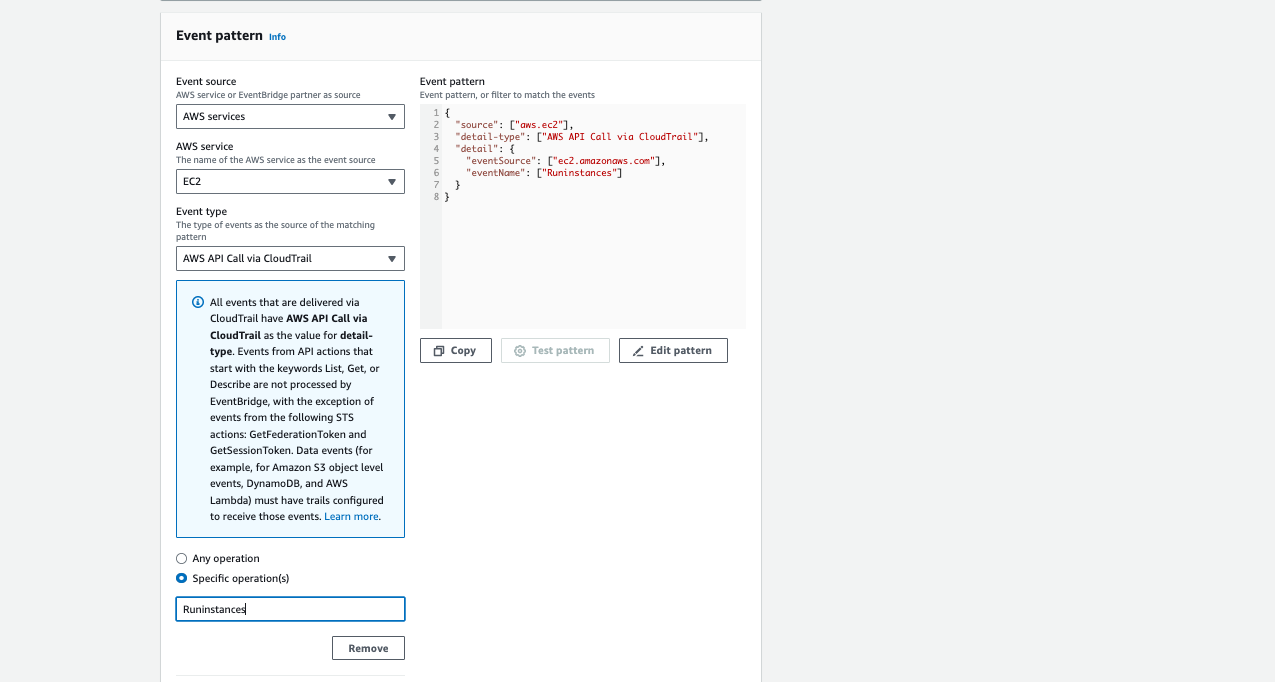 Event pattern Info
Event source
AWS service or EventBridge partner as source
AWS services
AWS service
The name of the AWS service as the event source
EC2
Event type
The type of events as the source of the matching
pattern
AWS API Call via CloudTrail
All events that are delivered via
CloudTrail have AWS API Call via
CloudTrail as the value for detail-
type. Events from API actions that
start with the keywords List, Get, or
Describe are not processed by
EventBridge, with the exception of
events from the following STS
actions: GetFederationToken and
GetSessionToken. Data events (for
example, for Amazon S3 object level
events, DynamoDB, and AWS
Lambda) must have trails configured
to receive those events. Learn more.
Any operation
Specific operation(s)
Runinstances
Remove
Event pattern
Event pattern, or filter to match the events
1 {
2   "source": ["aws.ec2"],
3   "detail-type": ["AWS API Call via CloudTrail"],
4   "detail": {
5     "eventSource": ["ec2.amazonaws.com"],
6     "eventName": ["Runinstances"]
7   }
8 }
Copy Test pattern Edit pattern